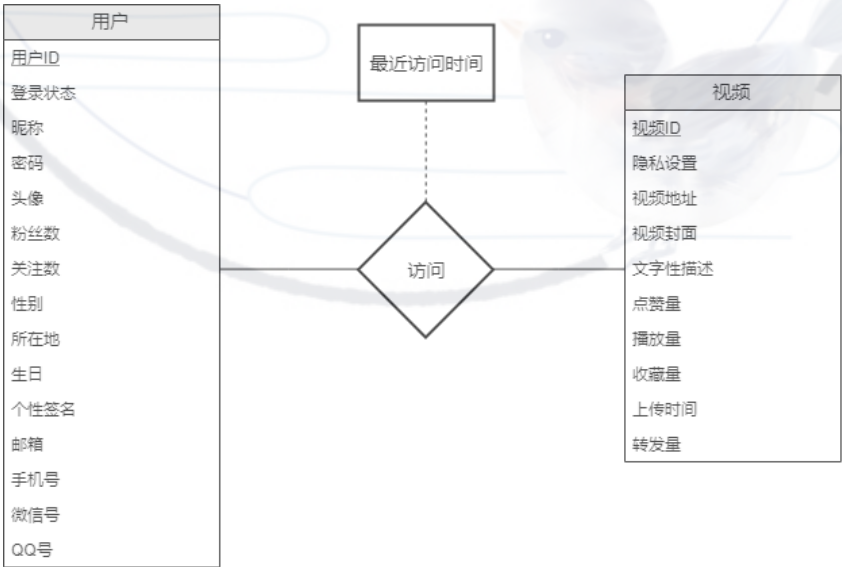 用户
用户ID
登录状态
昵称
密码
头像
粉丝数
关注数
性别
所在地
生日
个性签名
邮箱
手机号
微信号
QQ号
最近访问时间
访问
视频
视频ID
隐私设置
视频地址
视频封面
文字性描述
点赞量
播放量
收藏量
上传时间
转发量